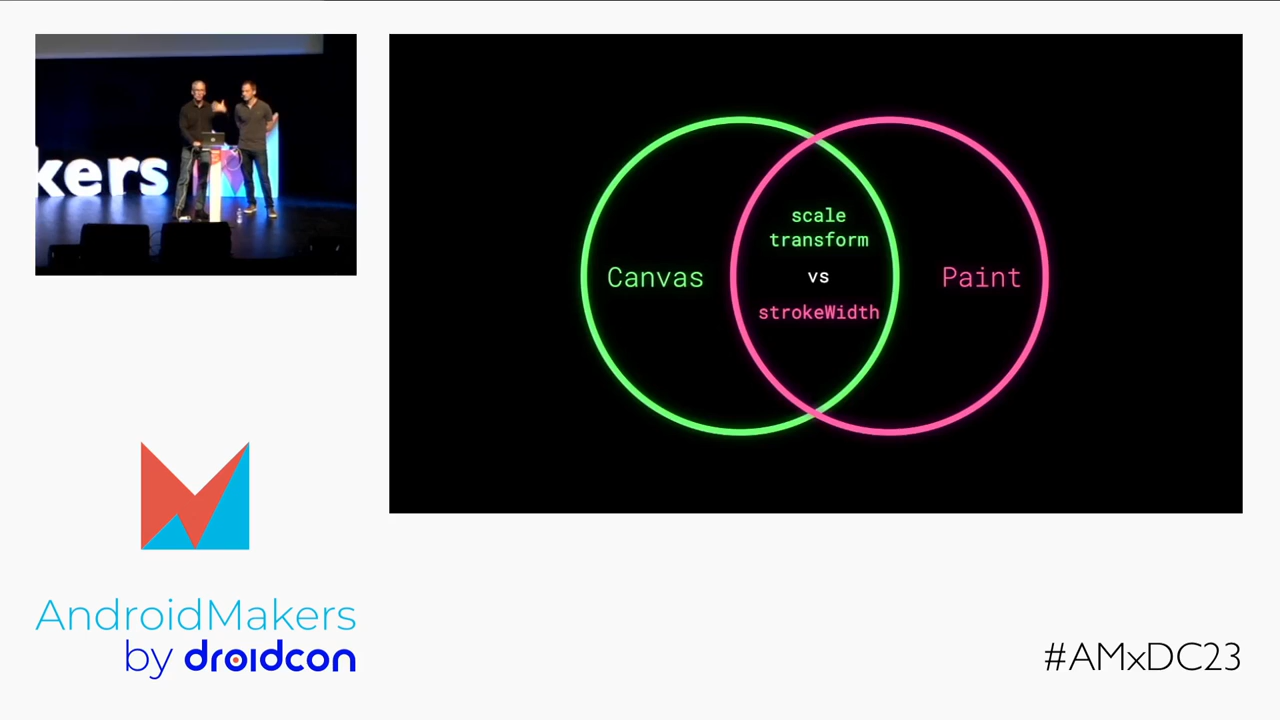 kers
scale
transform
Canvas
vs
Paint
strokeWidth
AndroidMakers
by droidcon
#AMxDC23